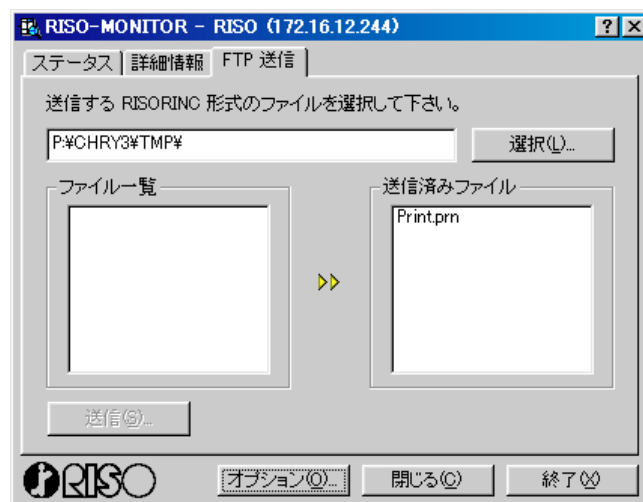 RISO-MONITOR - RISO (172.16.12.244)
ステータス 詳細情報 FTP 送信
送信する RISORINC 形式のファイルを選択して下さい。
P:¥CHRY3¥TMP¥ 選択(L)...
ファイル一覧 送信済みファイル
Print.prn
送信(S)...
RISO オプション(O)... 閉じる(C) 終了(X)